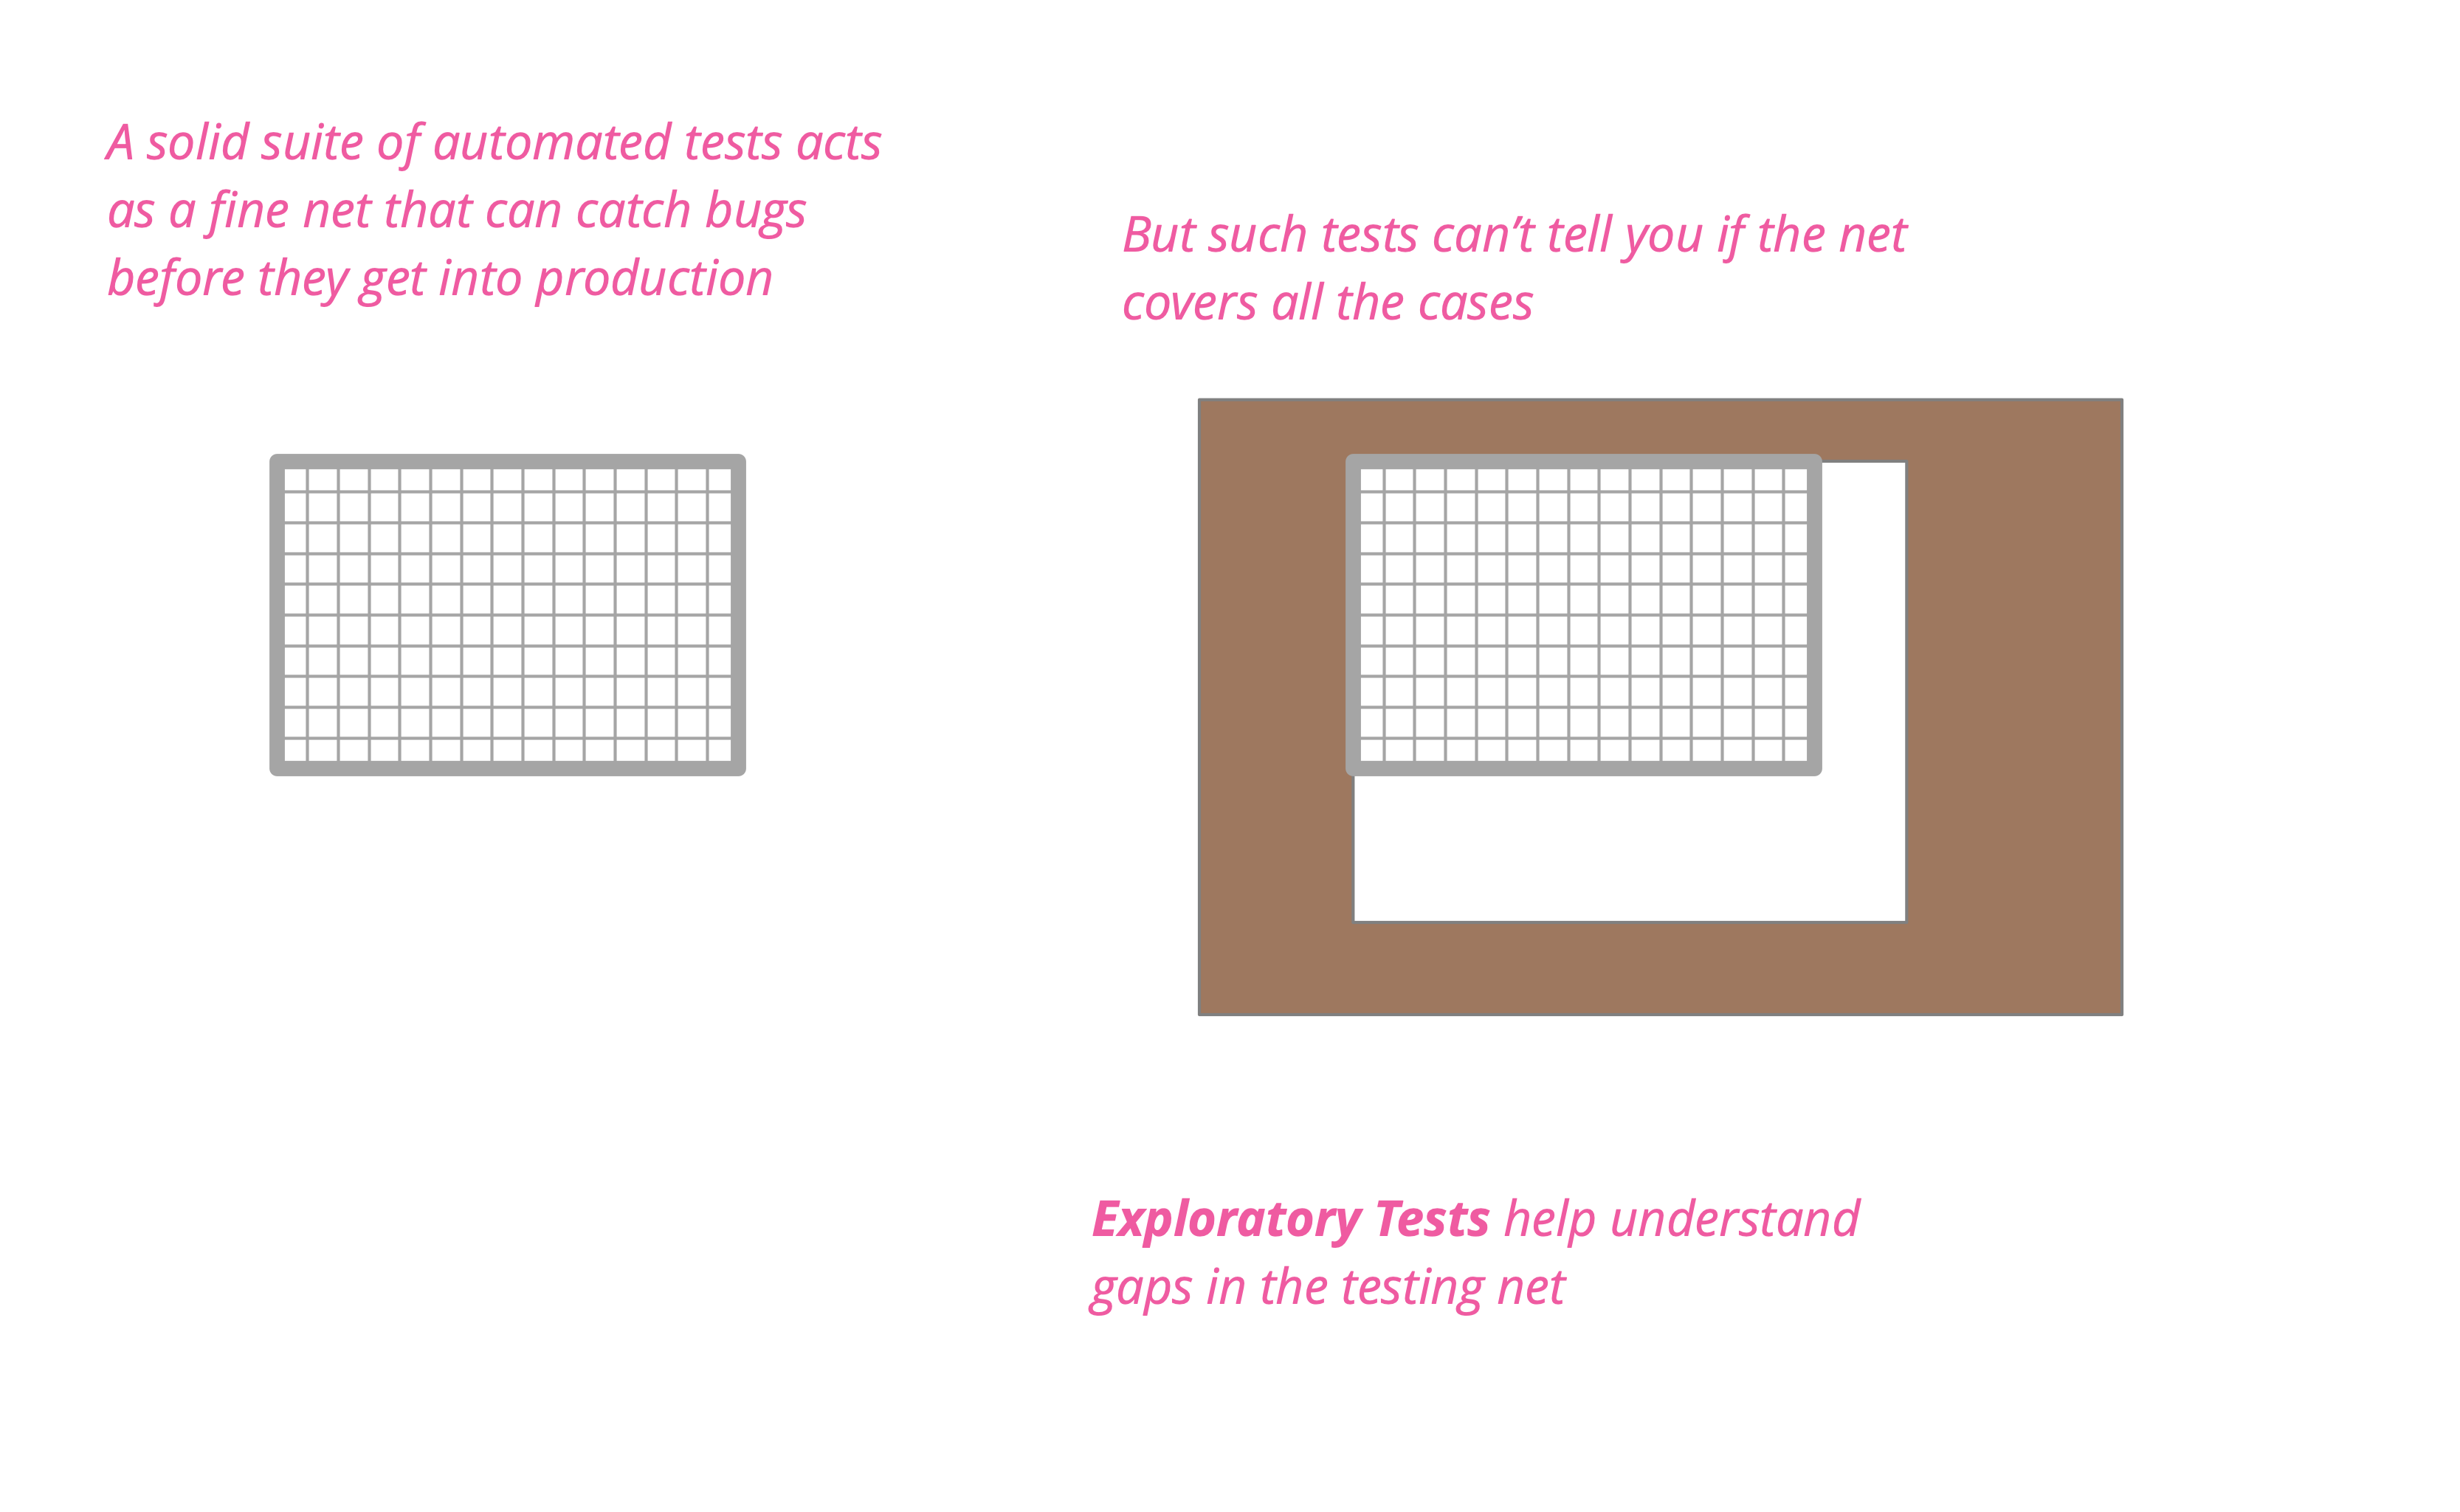 A solid suite of automated tests acts
as a fine net that can catch bugs
before they get into production
But such tests can’t tell you if the net
covers all the cases
Exploratory Tests help understand
gaps in the testing net